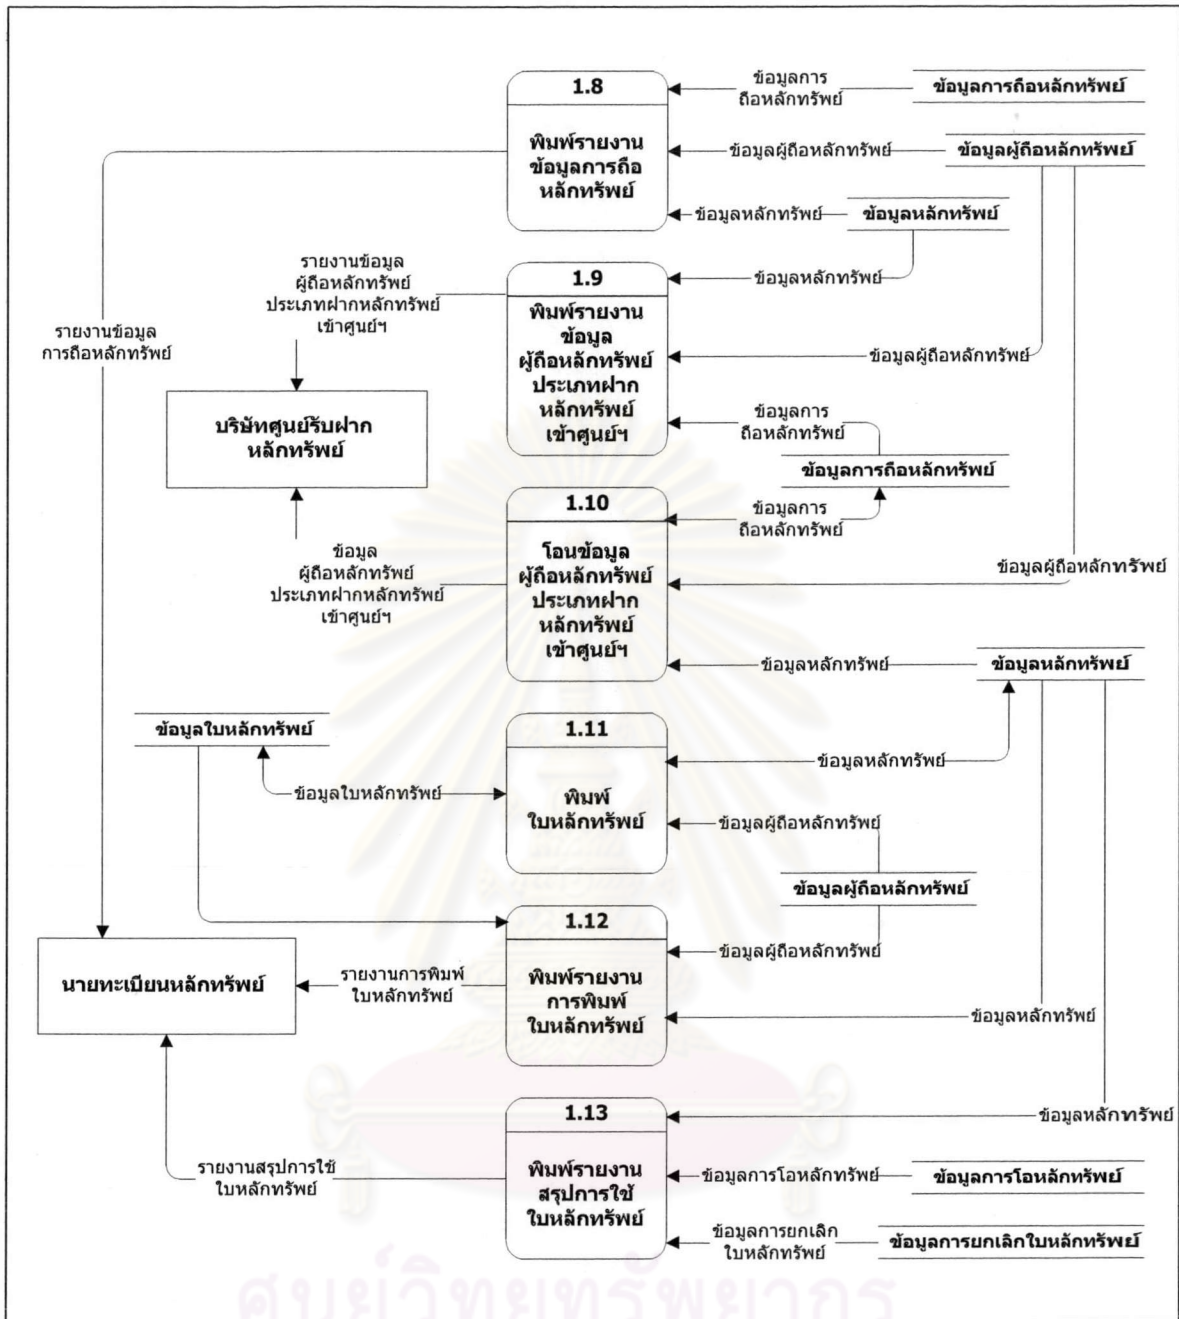 1.8
พิมพ์รายงาน
ข้อมูลการถือ
หลักทรัพย์
ข้อมูลการ
ถือหลักทรัพย์
ข้อมูลการถือหลักทรัพย์
ข้อมูลผู้ถือหลักทรัพย์
ข้อมูลผู้ถือหลักทรัพย์
ข้อมูลหลักทรัพย์
ข้อมูลหลักทรัพย์
รายงานข้อมูล
การถือหลักทรัพย์
รายงานข้อมูล
ผู้ถือหลักทรัพย์
ประเภทฝากหลักทรัพย์
เข้าศูนย์ฯ
1.9
พิมพ์รายงาน
ข้อมูล
ผู้ถือหลักทรัพย์
ประเภทฝาก
หลักทรัพย์
เข้าศูนย์ฯ
ข้อมูลหลักทรัพย์
ข้อมูลผู้ถือหลักทรัพย์
ข้อมูลการ
ถือหลักทรัพย์
บริษัทศูนย์รับฝาก
หลักทรัพย์
ข้อมูลการถือหลักทรัพย์
1.10
โอนข้อมูล
ผู้ถือหลักทรัพย์
ประเภทฝาก
หลักทรัพย์
เข้าศูนย์ฯ
ข้อมูลการ
ถือหลักทรัพย์
ข้อมูล
ผู้ถือหลักทรัพย์
ประเภทฝากหลักทรัพย์
เข้าศูนย์ฯ
ข้อมูลผู้ถือหลักทรัพย์
ข้อมูลหลักทรัพย์
ข้อมูลหลักทรัพย์
ข้อมูลใบหลักทรัพย์
ข้อมูลใบหลักทรัพย์
1.11
พิมพ์
ใบหลักทรัพย์
ข้อมูลหลักทรัพย์
ข้อมูลผู้ถือหลักทรัพย์
ข้อมูลผู้ถือหลักทรัพย์
ข้อมูลผู้ถือหลักทรัพย์
1.12
พิมพ์รายงาน
การพิมพ์
ใบหลักทรัพย์
นายทะเบียนหลักทรัพย์
รายงานการพิมพ์
ใบหลักทรัพย์
ข้อมูลหลักทรัพย์
1.13
พิมพ์รายงาน
สรุปการใช้
ใบหลักทรัพย์
ข้อมูลหลักทรัพย์
รายงานสรุปการใช้
ใบหลักทรัพย์
ข้อมูลการโอหลักทรัพย์
ข้อมูลการโอหลักทรัพย์
ข้อมูลการยกเลิก
ใบหลักทรัพย์
ข้อมูลการยกเลิกใบหลักทรัพย์
ศูนย์วิทยทรัพยากร